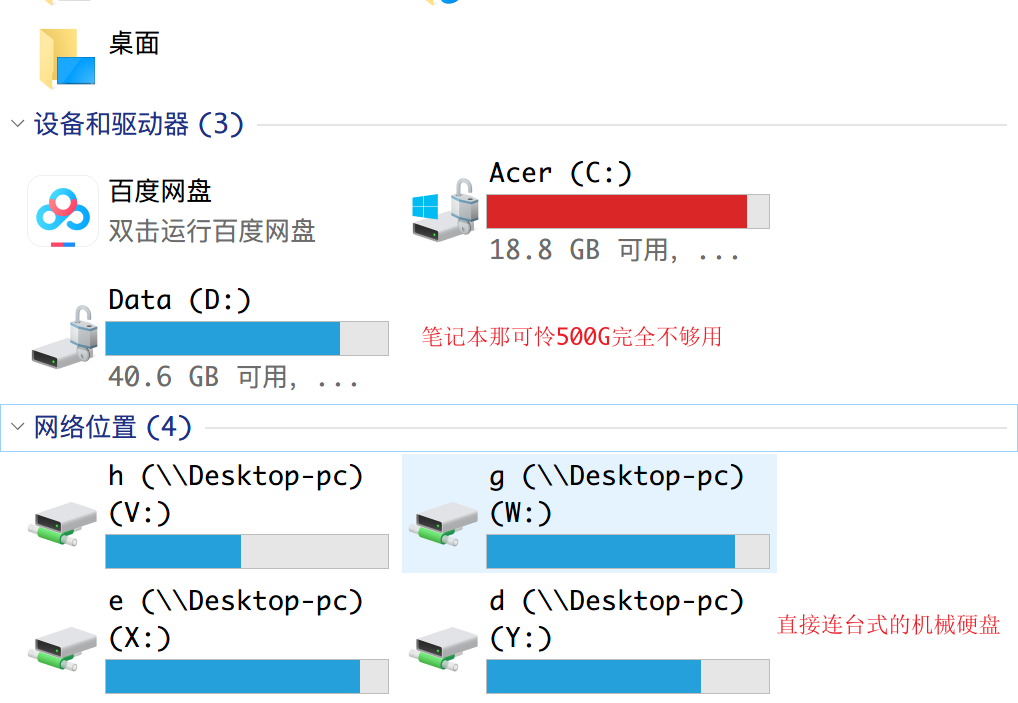 桌面
设备和驱动器 (3)
百度网盘
双击运行百度网盘
Acer (C:)
18.8 GB 可用, ...
Data (D:)
40.6 GB 可用, ...
笔记本那可怜500G完全不够用
网络位置 (4)
h (\\Desktop-pc)
(V:)
g (\\Desktop-pc)
(W:)
e (\\Desktop-pc)
(X:)
d (\\Desktop-pc)
(Y:)
直接连台式的机械硬盘